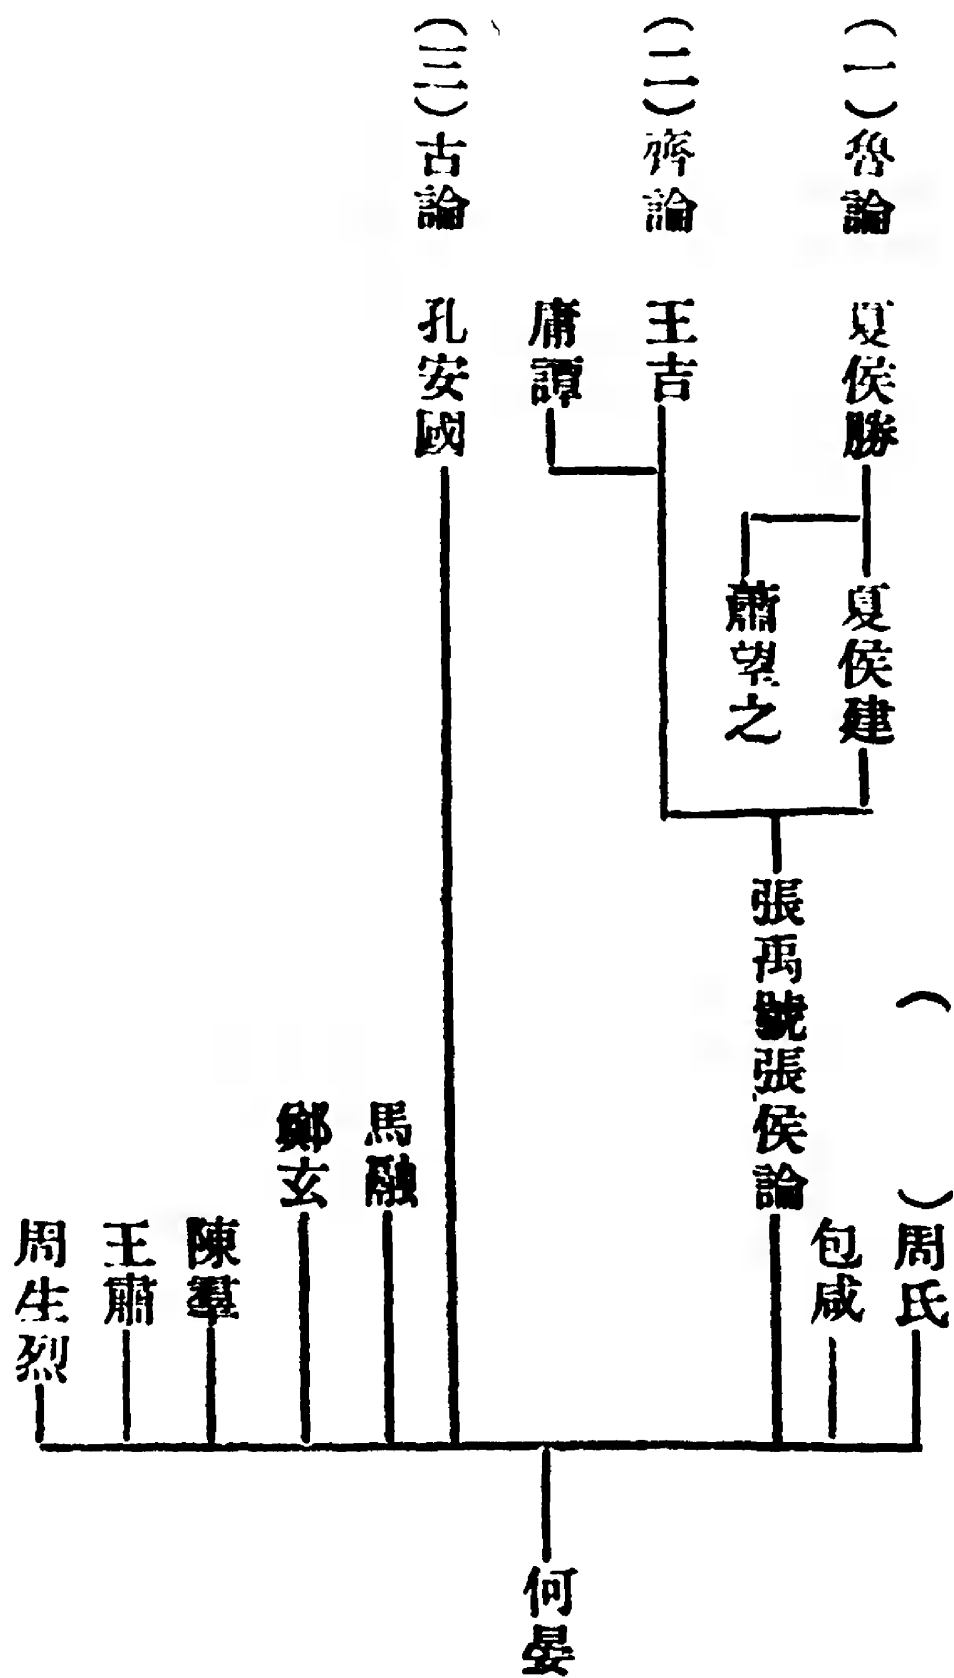 (一)魯論
夏侯勝
夏侯建
蕭望之
(二)齊論
王吉
庸譚
張禹號張侯論
(三)古論
孔安國
( )周氏
包咸
馬融
鄭玄
陳羣
王肅
周生烈
何晏